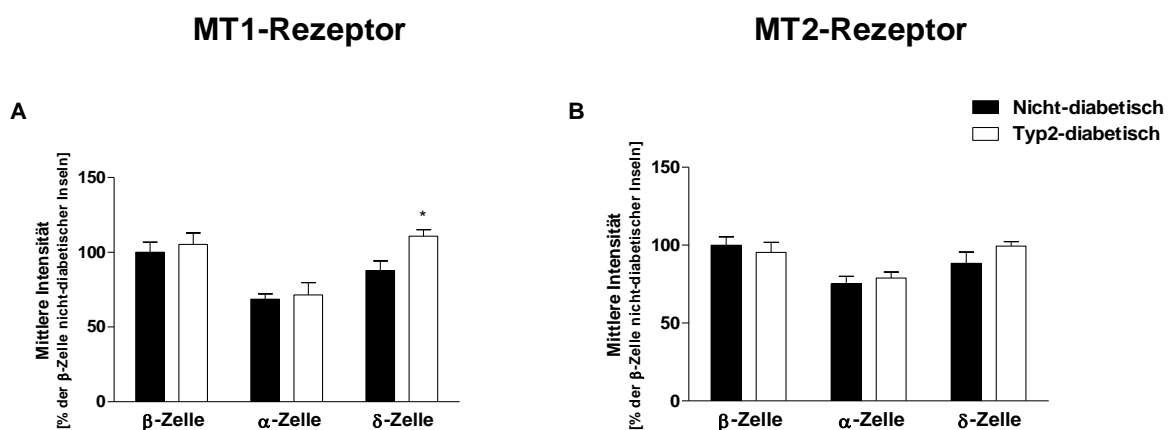 MT1-Rezeptor
MT2-Rezeptor
A
B
Nicht-diabetisch
Typ2-diabetisch
Mittlere Intensität
[% der β-Zelle nicht-diabetischer Inseln]
150
100
50
0
*
β-Zelle
α-Zelle
δ-Zelle
Mittlere Intensität
[% der β-Zelle nicht-diabetischer Inseln]
150
100
50
0
β-Zelle
α-Zelle
δ-Zelle